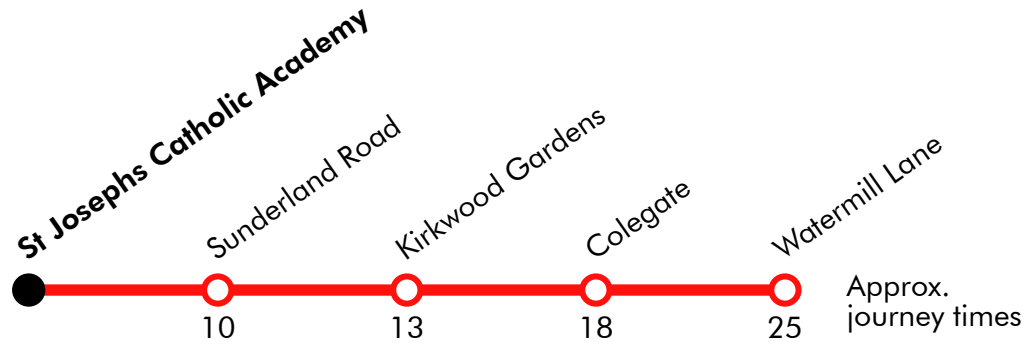 St Josephs Catholic Academy
Sunderland Road
Kirkwood Gardens
Colegate
Watermill Lane
10
13
18
25
Approx.
journey times